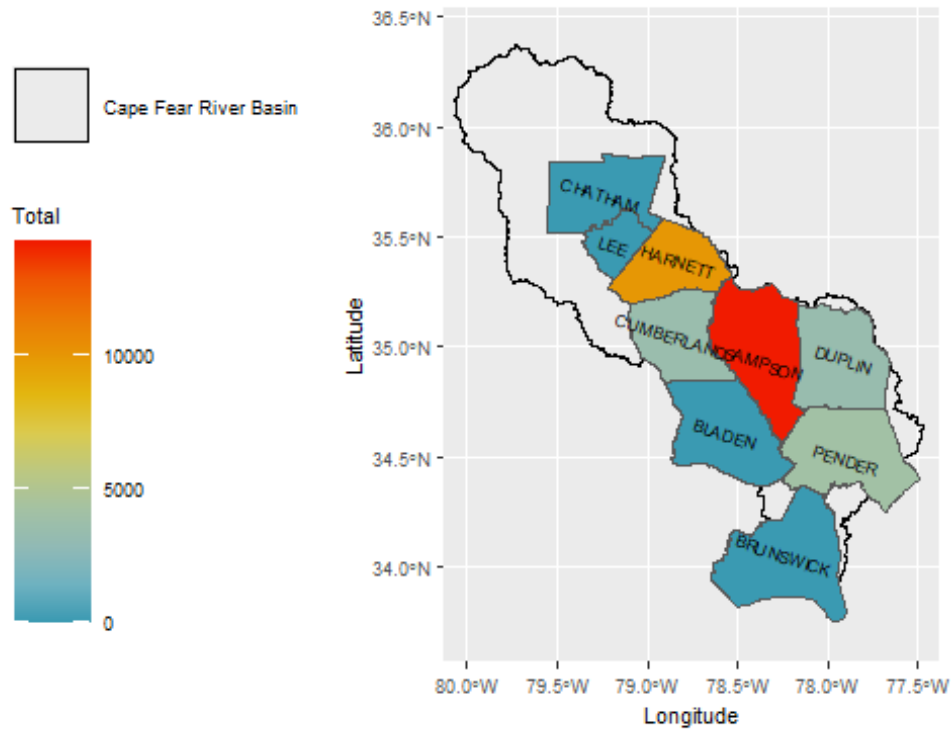 Cape Fear River Basin
Total
10000
5000
0
Latitude
36.5°N
36.0°N
35.5°N
35.0°N
34.5°N
34.0°N
CHATHAM
LEE
HARNETT
CUMBERLAND
SAMPSON
DUPLIN
BLADEN
PENDER
BRUNSWICK
80.0°W 79.5°W 79.0°W 78.5°W 78.0°W 77.5°W
Longitude